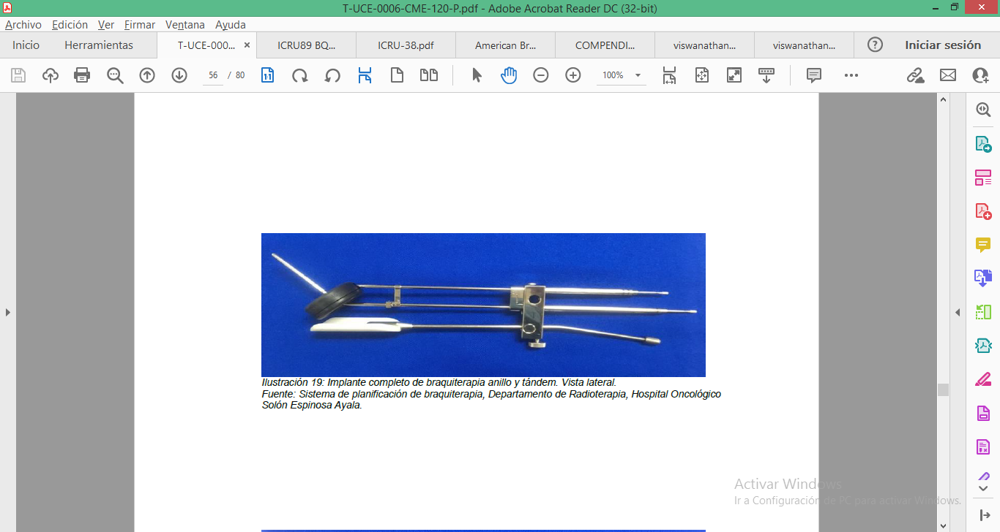 T-UCE-0006-CME-120-P.pdf - Adobe Acrobat Reader DC (32-bit)
Archivo Edición Ver Firmar Ventana Ayuda
Inicio Herramientas T-UCE-000... × ICRU89 BQ... ICRU-38.pdf American Br... COMPENDI... viswanathan... viswanathan... ? Iniciar sesión
56 / 80 1:1 100%
Ilustración 19: Implante completo de braquiterapia anillo y tándem. Vista lateral.
Fuente: Sistema de planificación de braquiterapia, Departamento de Radioterapia, Hospital Oncológico
Solón Espinosa Ayala.
Activar Windows
Ir a Configuración de PC para activar Windows.